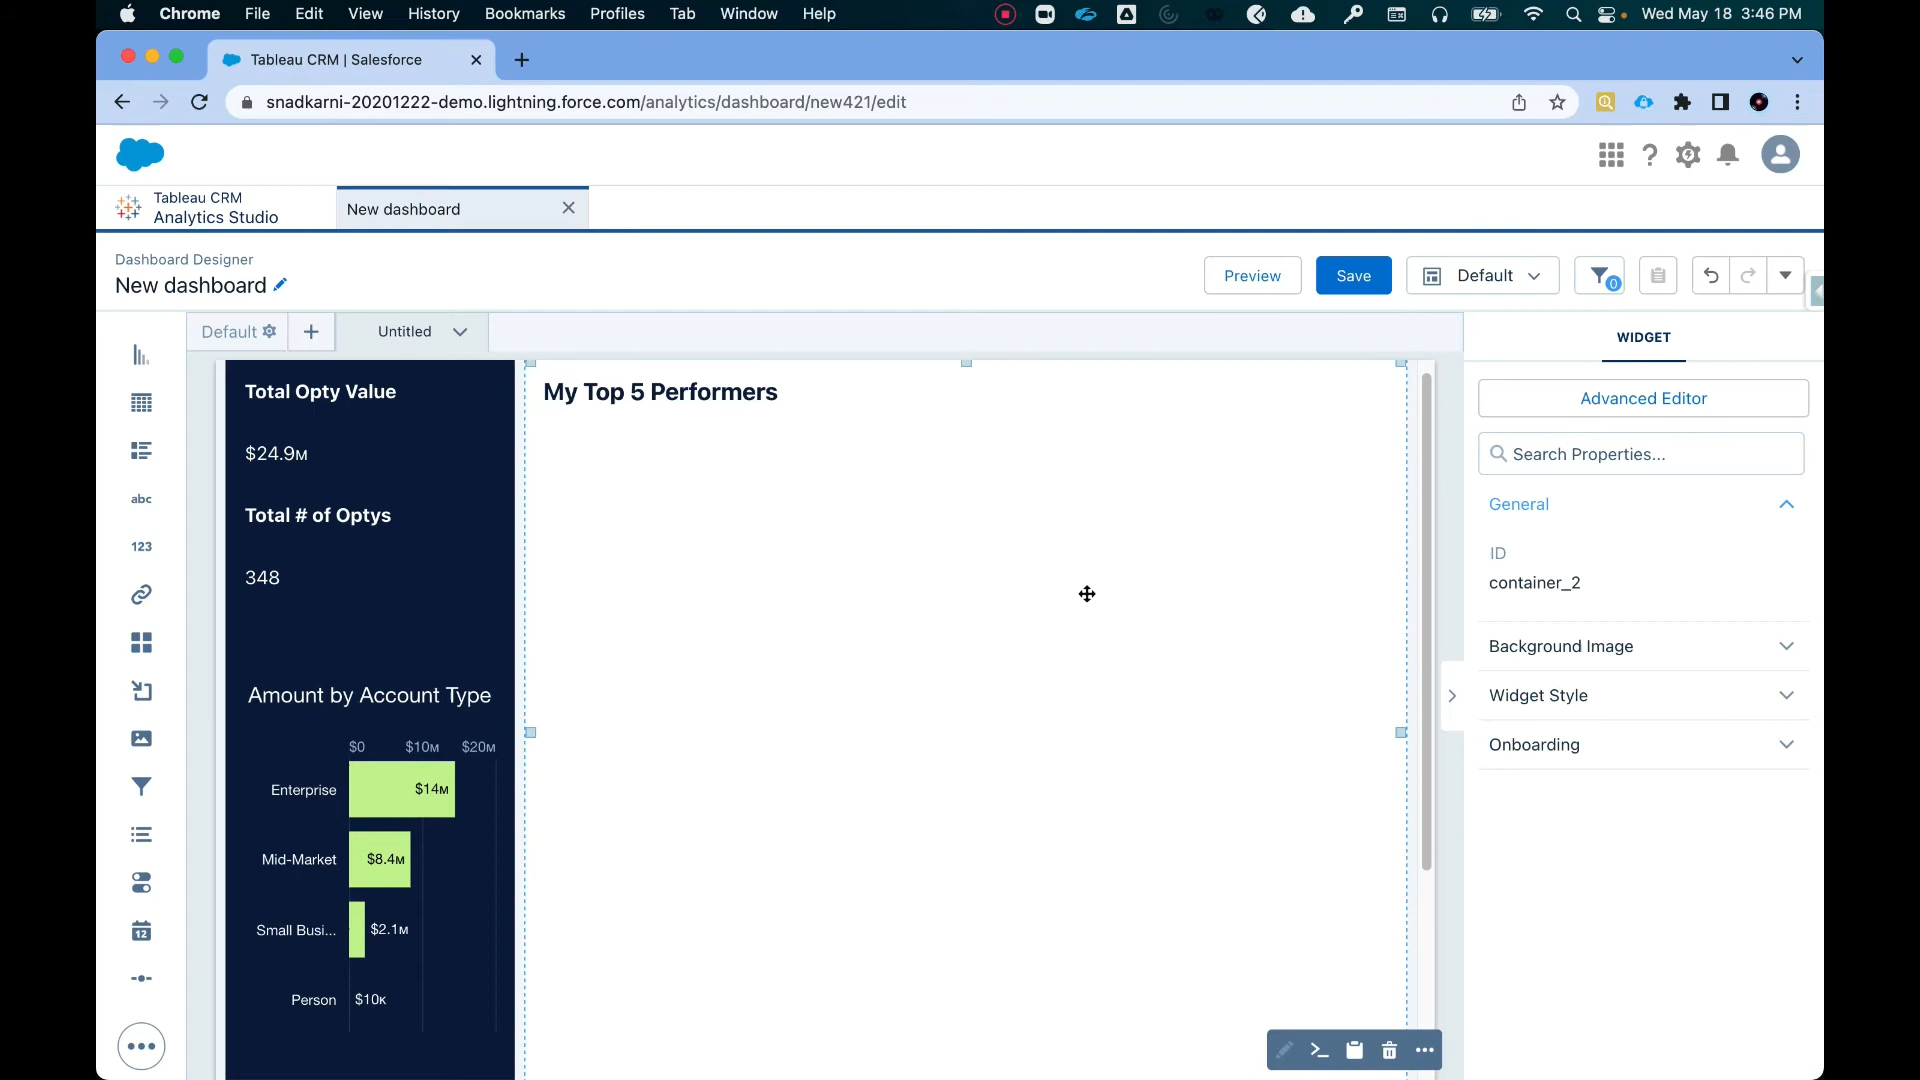 Chrome File Edit View History Bookmarks Profiles Tab Window Help Wed May 18 3:46 PM
Tableau CRM | Salesforce
snadkarni-20201222-demo.lightning.force.com/analytics/dashboard/new421/edit
Tableau CRM
Analytics Studio
New dashboard
Dashboard Designer
New dashboard
Preview
Save
Default
0
Default
Untitled
WIDGET
Total Opty Value
$24.9M
Total # of Optys
348
Amount by Account Type
$0 $10M $20M
Enterprise $14M
Mid-Market $8.4M
Small Busi... $2.1M
Person $10K
My Top 5 Performers
abc
123
12
Advanced Editor
Search Properties...
General
ID
container_2
Background Image
Widget Style
Onboarding